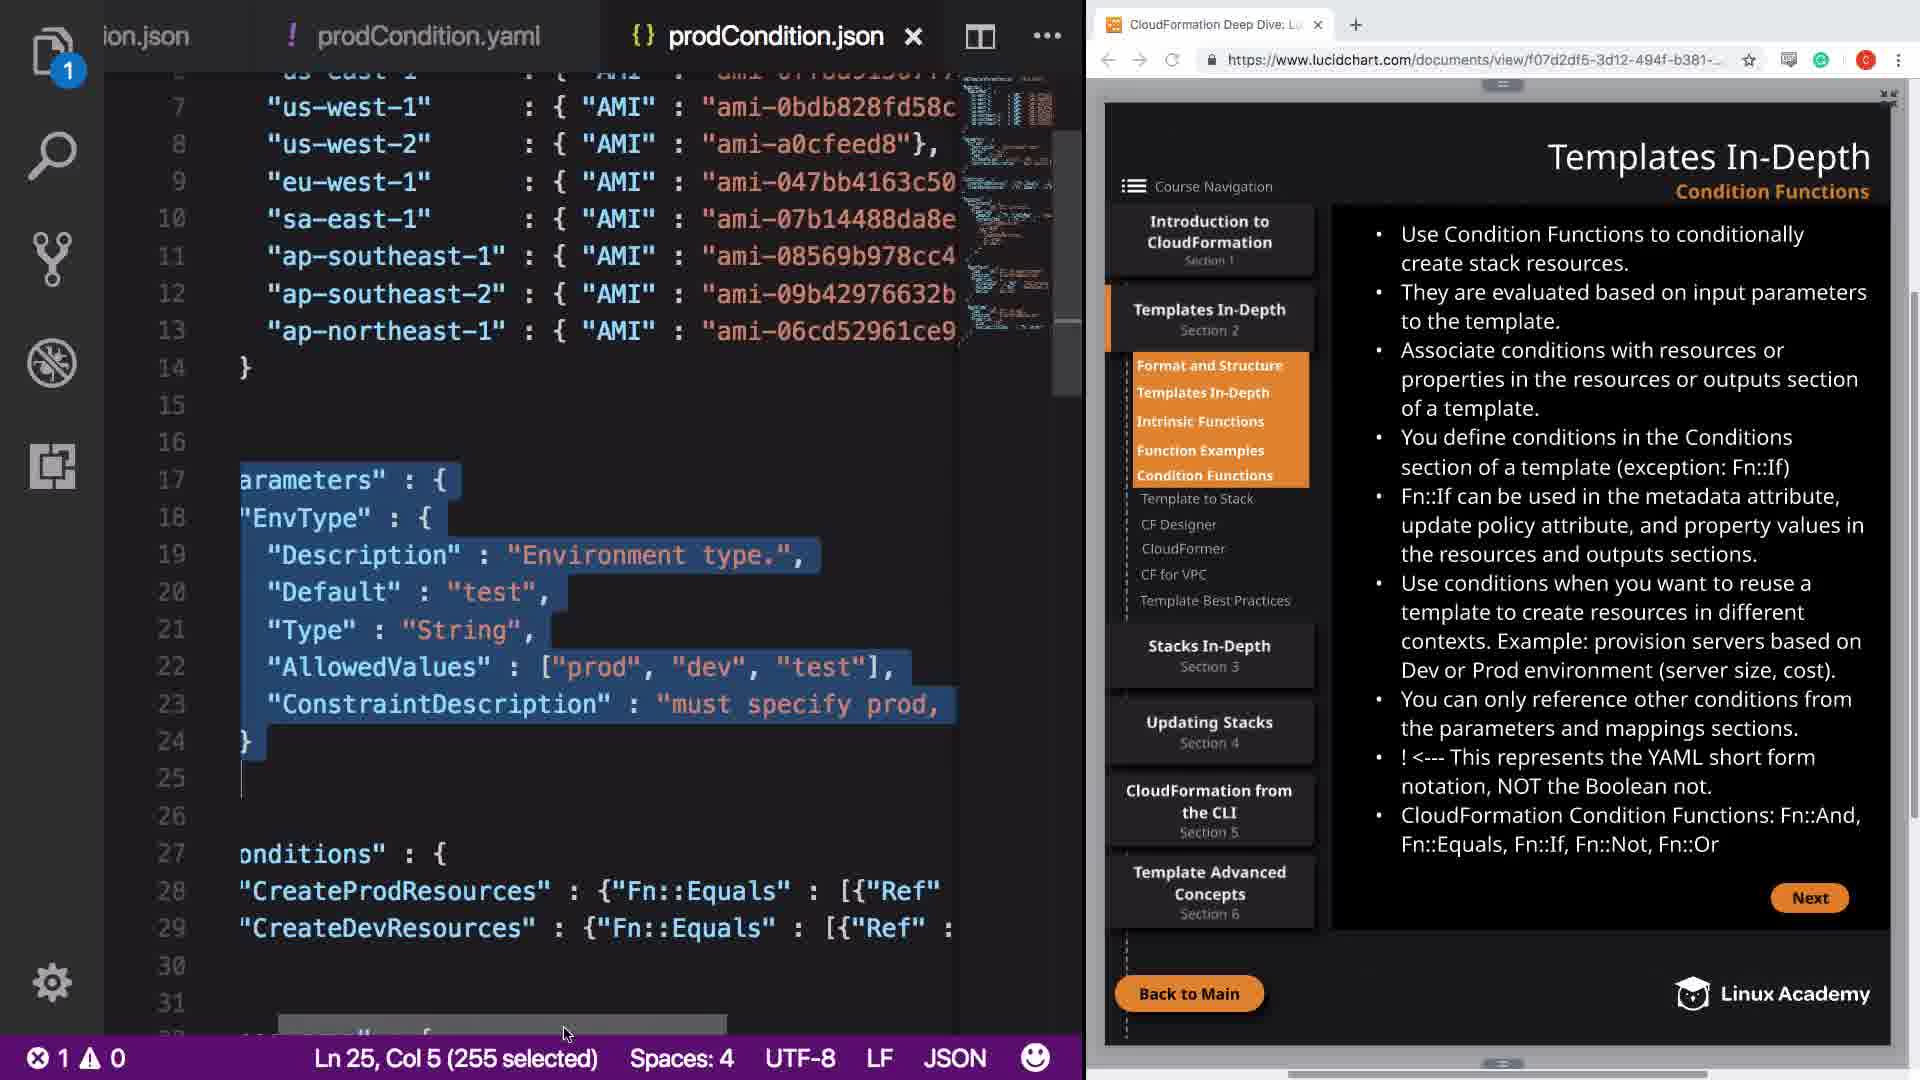 ion.json
! prodCondition.yaml
{} prodCondition.json
1
7 "us-west-1" : { "AMI" : "ami-0bdb828fd58c
8 "us-west-2" : { "AMI" : "ami-a0cfeed8"},
9 "eu-west-1" : { "AMI" : "ami-047bb4163c50
10 "sa-east-1" : { "AMI" : "ami-07b14488da8e
11 "ap-southeast-1" : { "AMI" : "ami-08569b978cc4
12 "ap-southeast-2" : { "AMI" : "ami-09b42976632b
13 "ap-northeast-1" : { "AMI" : "ami-06cd52961ce9
14 }
15
16
17 arameters" : {
18 "EnvType" : {
19 "Description" : "Environment type.",
20 "Default" : "test",
21 "Type" : "String",
22 "AllowedValues" : ["prod", "dev", "test"],
23 "ConstraintDescription" : "must specify prod,
24 }
25
26
27 onditions" : {
28 "CreateProdResources" : {"Fn::Equals" : [{"Ref"
29 "CreateDevResources" : {"Fn::Equals" : [{"Ref" :
30
31
1 0 Ln 25, Col 5 (255 selected) Spaces: 4 UTF-8 LF JSON
CloudFormation Deep Dive: Lu
https://www.lucidchart.com/documents/view/f07d2df5-3d12-494f-b381-...
C
Templates In-Depth
Condition Functions
Course Navigation
Introduction to
CloudFormation
Section 1
Templates In-Depth
Section 2
Format and Structure
Templates In-Depth
Intrinsic Functions
Function Examples
Condition Functions
Template to Stack
CF Designer
CloudFormer
CF for VPC
Template Best Practices
Stacks In-Depth
Section 3
Updating Stacks
Section 4
CloudFormation from
the CLI
Section 5
Template Advanced
Concepts
Section 6
Back to Main
• Use Condition Functions to conditionally
create stack resources.
• They are evaluated based on input parameters
to the template.
• Associate conditions with resources or
properties in the resources or outputs section
of a template.
• You define conditions in the Conditions
section of a template (exception: Fn::If)
• Fn::If can be used in the metadata attribute,
update policy attribute, and property values in
the resources and outputs sections.
• Use conditions when you want to reuse a
template to create resources in different
contexts. Example: provision servers based on
Dev or Prod environment (server size, cost).
• You can only reference other conditions from
the parameters and mappings sections.
• ! <--- This represents the YAML short form
notation, NOT the Boolean not.
• CloudFormation Condition Functions: Fn::And,
Fn::Equals, Fn::If, Fn::Not, Fn::Or
Next
Linux Academy